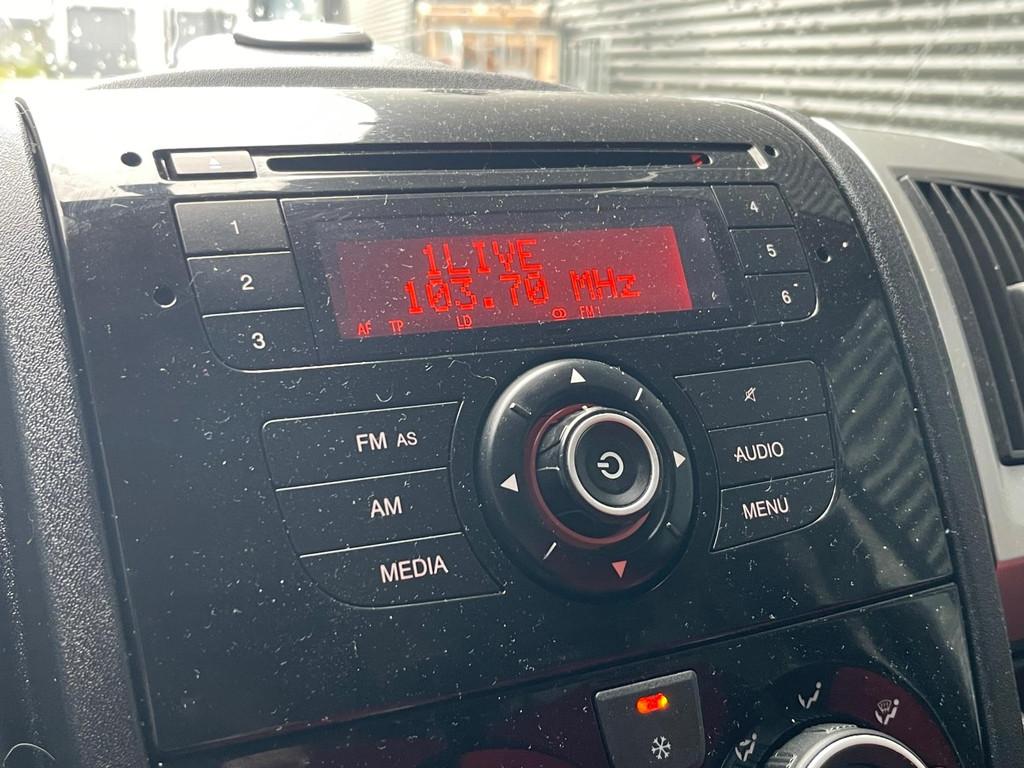 1
2
3
4
5
6
1LIVE
103.70 MHz
AF TP LD FM1
FM AS
AM
MEDIA
AUDIO
MENU